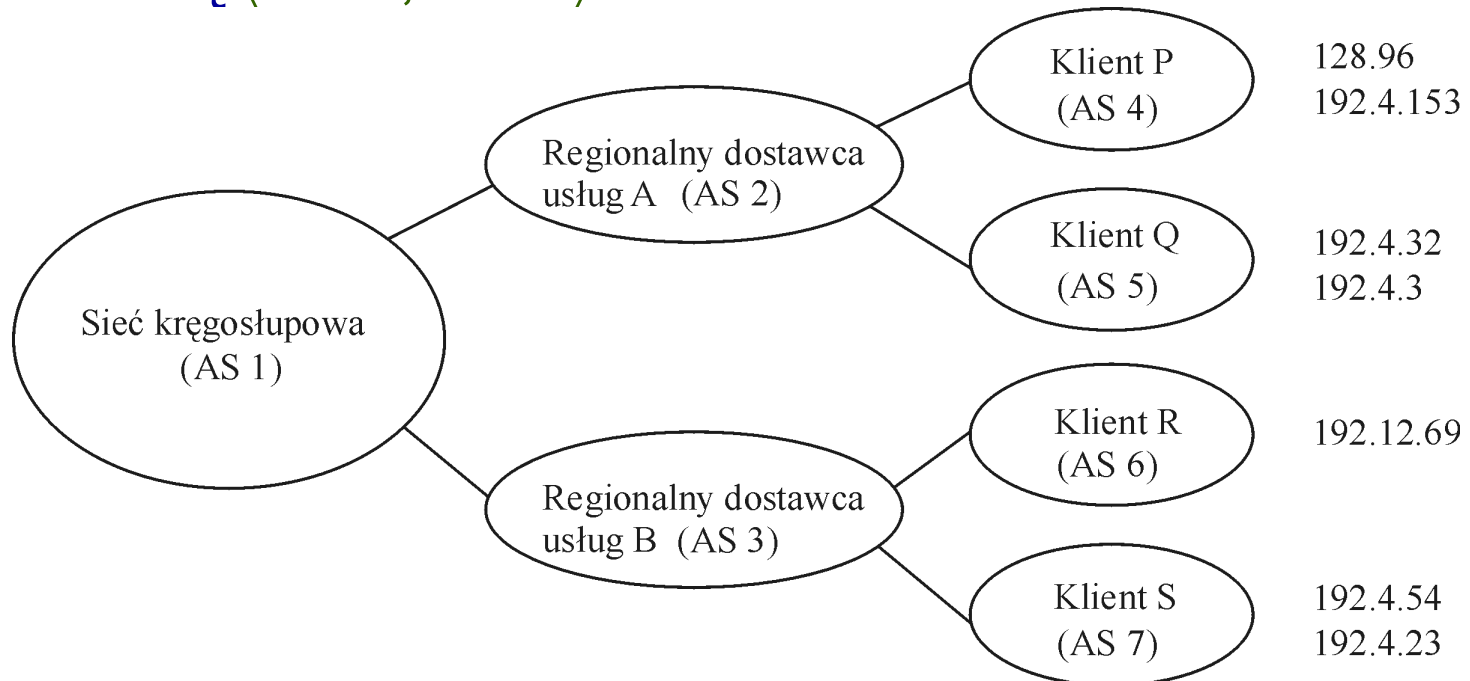 Sieć kręgosłupowa
(AS 1)
Regionalny dostawca
usług A (AS 2)
Regionalny dostawca
usług B (AS 3)
Klient P
(AS 4)
128.96
192.4.153
Klient Q
(AS 5)
192.4.32
192.4.3
Klient R
(AS 6)
192.12.69
Klient S
(AS 7)
192.4.54
192.4.23